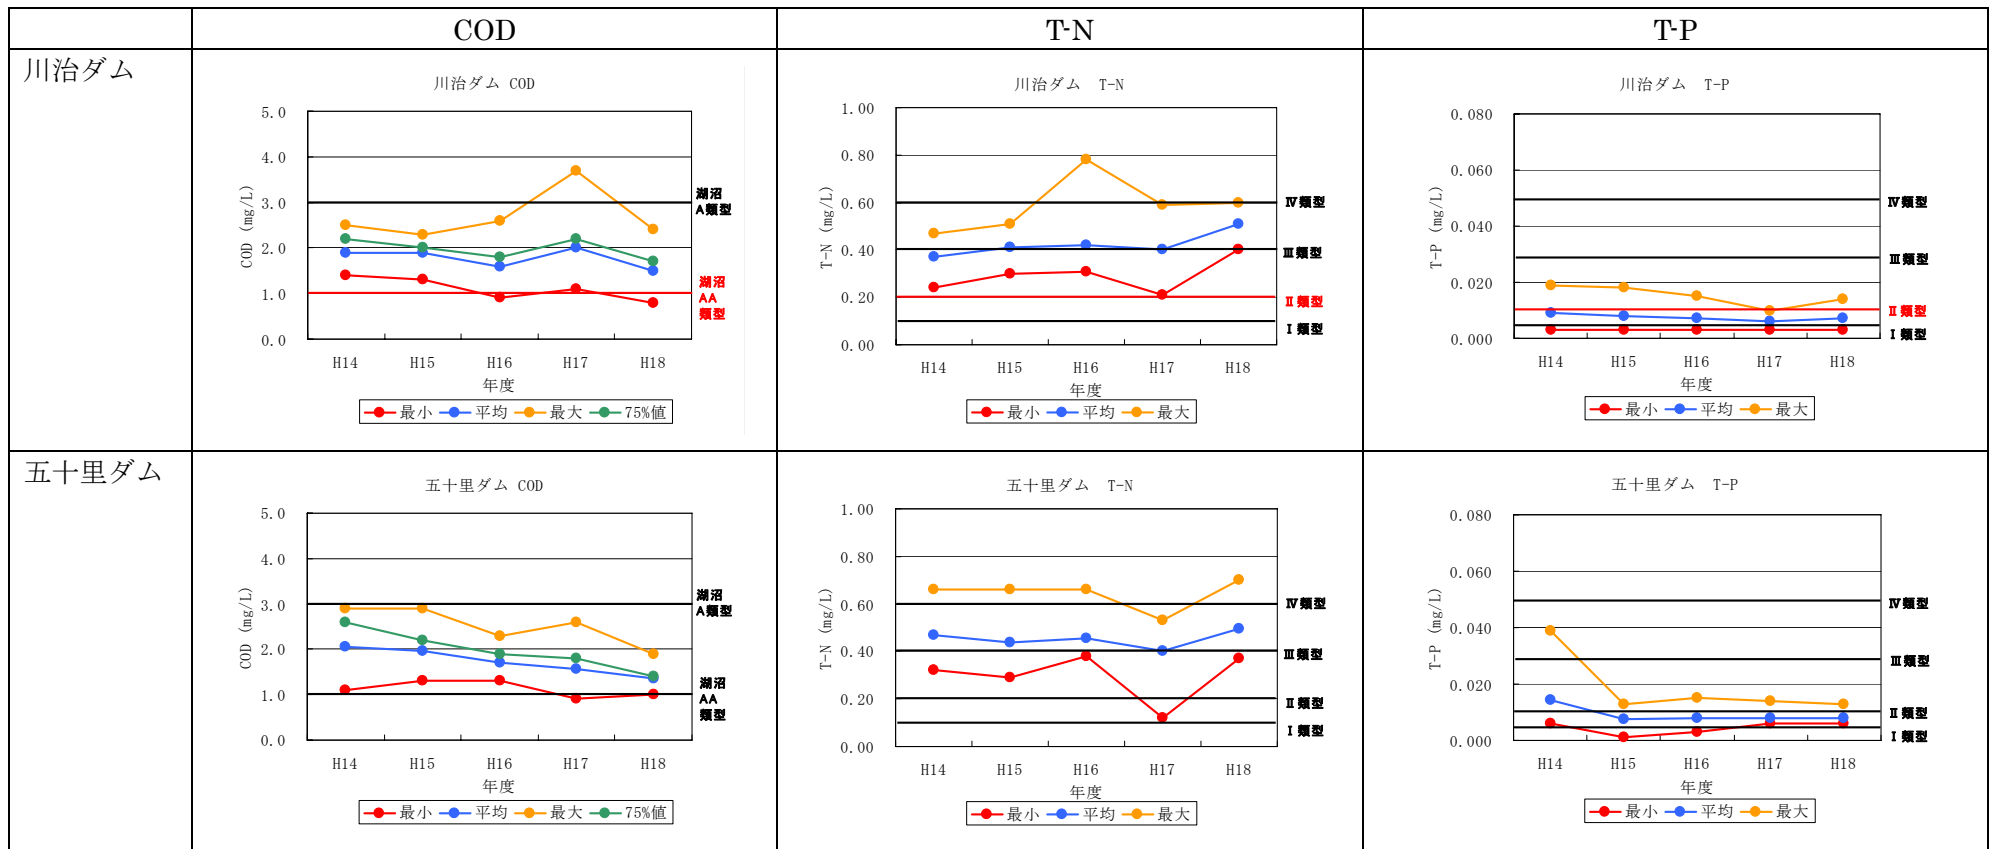 COD
T-N
T-P
川治ダム
川治ダム COD
5.0
4.0
3.0
2.0
1.0
0.0
COD (mg/L)
H14 H15 H16 H17 H18
年度
湖沼
A類型
湖沼
AA
類型
最小 平均 最大 75%値
川治ダム T-N
1.00
0.80
0.60
0.40
0.20
0.00
T-N (mg/L)
H14 H15 H16 H17 H18
年度
Ⅳ類型
Ⅲ類型
Ⅱ類型
Ⅰ類型
最小 平均 最大
川治ダム T-P
0.080
0.060
0.040
0.020
0.000
T-P (mg/L)
H14 H15 H16 H17 H18
年度
Ⅳ類型
Ⅲ類型
Ⅱ類型
Ⅰ類型
最小 平均 最大
五十里ダム
五十里ダム COD
5.0
4.0
3.0
2.0
1.0
0.0
COD (mg/L)
H14 H15 H16 H17 H18
年度
湖沼
A類型
湖沼
AA
類型
最小 平均 最大 75%値
五十里ダム T-N
1.00
0.80
0.60
0.40
0.20
0.00
T-N (mg/L)
H14 H15 H16 H17 H18
年度
Ⅳ類型
Ⅲ類型
Ⅱ類型
Ⅰ類型
最小 平均 最大
五十里ダム T-P
0.080
0.060
0.040
0.020
0.000
T-P (mg/L)
H14 H15 H16 H17 H18
年度
Ⅳ類型
Ⅲ類型
Ⅱ類型
Ⅰ類型
最小 平均 最大